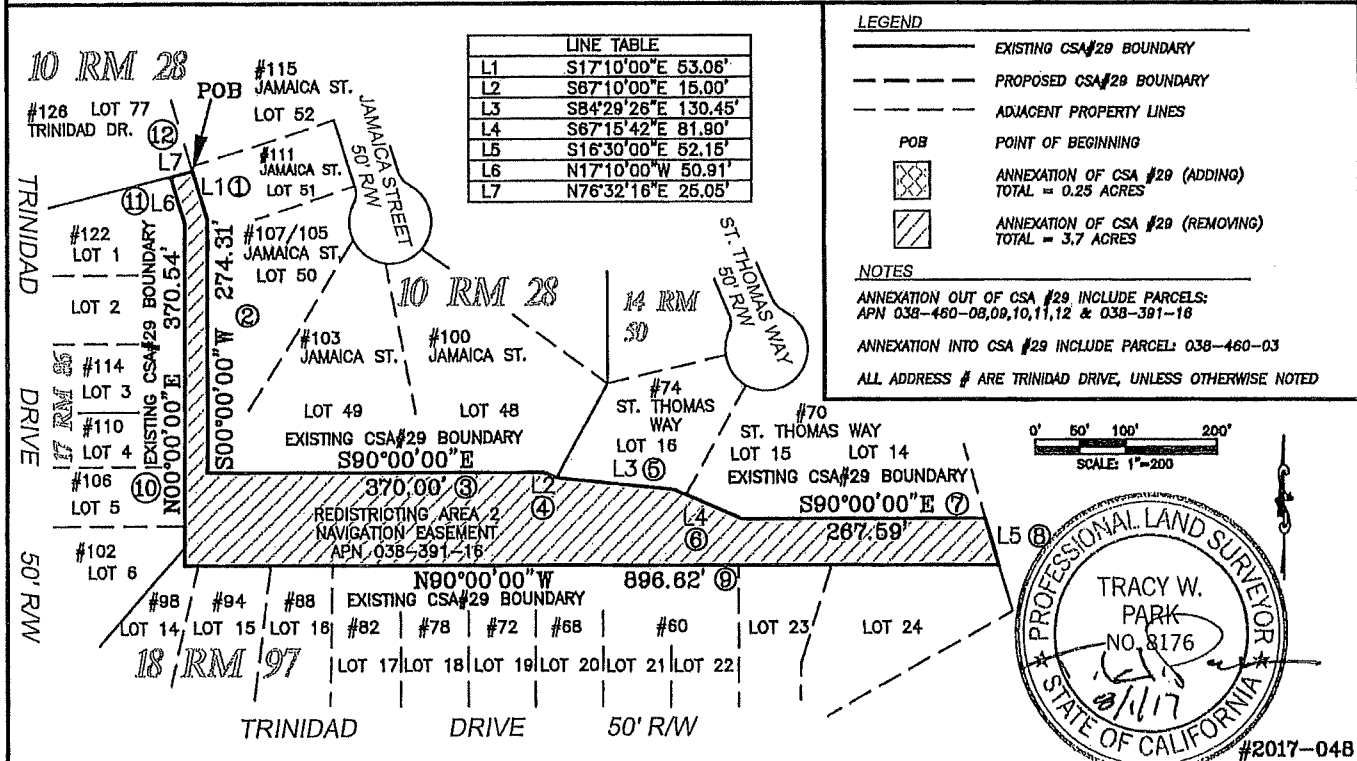 10 RM 28
#126 LOT 77
TRINIDAD DR.
POB
#115
JAMAICA ST.
LOT 52
⑫
L7
L1 ①
⑪ L6
#111
JAMAICA ST.
LOT 51
JAMAICA STREET
50' R/W
LINE TABLE
L1 S17°10'00"E 53.06'
L2 S67°10'00"E 15.00'
L3 S84°29'26"E 130.45'
L4 S67°15'42"E 81.90'
L5 S16°30'00"E 52.15'
L6 N17°10'00"W 50.91'
L7 N76°32'16"E 25.05'
LEGEND
EXISTING CSA#29 BOUNDARY
PROPOSED CSA#29 BOUNDARY
ADJACENT PROPERTY LINES
POB POINT OF BEGINNING
ANNEXATION OF CSA #29 (ADDING)
TOTAL = 0.25 ACRES
ANNEXATION OF CSA #29 (REMOVING)
TOTAL = 3.7 ACRES
NOTES
ANNEXATION OUT OF CSA #29 INCLUDE PARCELS:
APN 038-460-08,09,10,11,12 & 038-391-16
ANNEXATION INTO CSA #29 INCLUDE PARCEL: 038-460-03
ALL ADDRESS # ARE TRINIDAD DRIVE, UNLESS OTHERWISE NOTED
TRINIDAD DRIVE 50' R/W
#122
LOT 1
LOT 2
#114
LOT 3
#110
LOT 4
#106
LOT 5
#102
LOT 6
EXISTING CSA#29 BOUNDARY
N00°00'00"E 370.54'
⑩
S00°00'00"W 274.31'
②
#107/105
JAMAICA ST.
LOT 50
10 RM 28
#103
JAMAICA ST.
LOT 49
#100
JAMAICA ST.
LOT 48
14 RM
50
ST. THOMAS WAY
50' R/W
#74
ST. THOMAS
WAY
LOT 16
#70
ST. THOMAS WAY
LOT 15 LOT 14
EXISTING CSA#29 BOUNDARY
S90°00'00"E
370.00' ③
L2
④
L3 ⑤
L4
⑥
EXISTING CSA#29 BOUNDARY
S90°00'00"E ⑦
267.59'
L5 ⑧
REDISTRICTING AREA 2
NAVIGATION EASEMENT
APN 038-391-16
N90°00'00"W 896.62' ⑨
EXISTING CSA#29 BOUNDARY
#98
LOT 14
#94
LOT 15
#88
LOT 16
#82
LOT 17
#78
LOT 18
#72
LOT 19
#68
LOT 20
#60
LOT 21 LOT 22
LOT 23
LOT 24
18 RM 97
TRINIDAD DRIVE 50' R/W
0' 50' 100' 200'
SCALE: 1"=200
PROFESSIONAL LAND SURVEYOR
TRACY W.
PARK
NO. 8176
STATE OF CALIFORNIA
#2017-048